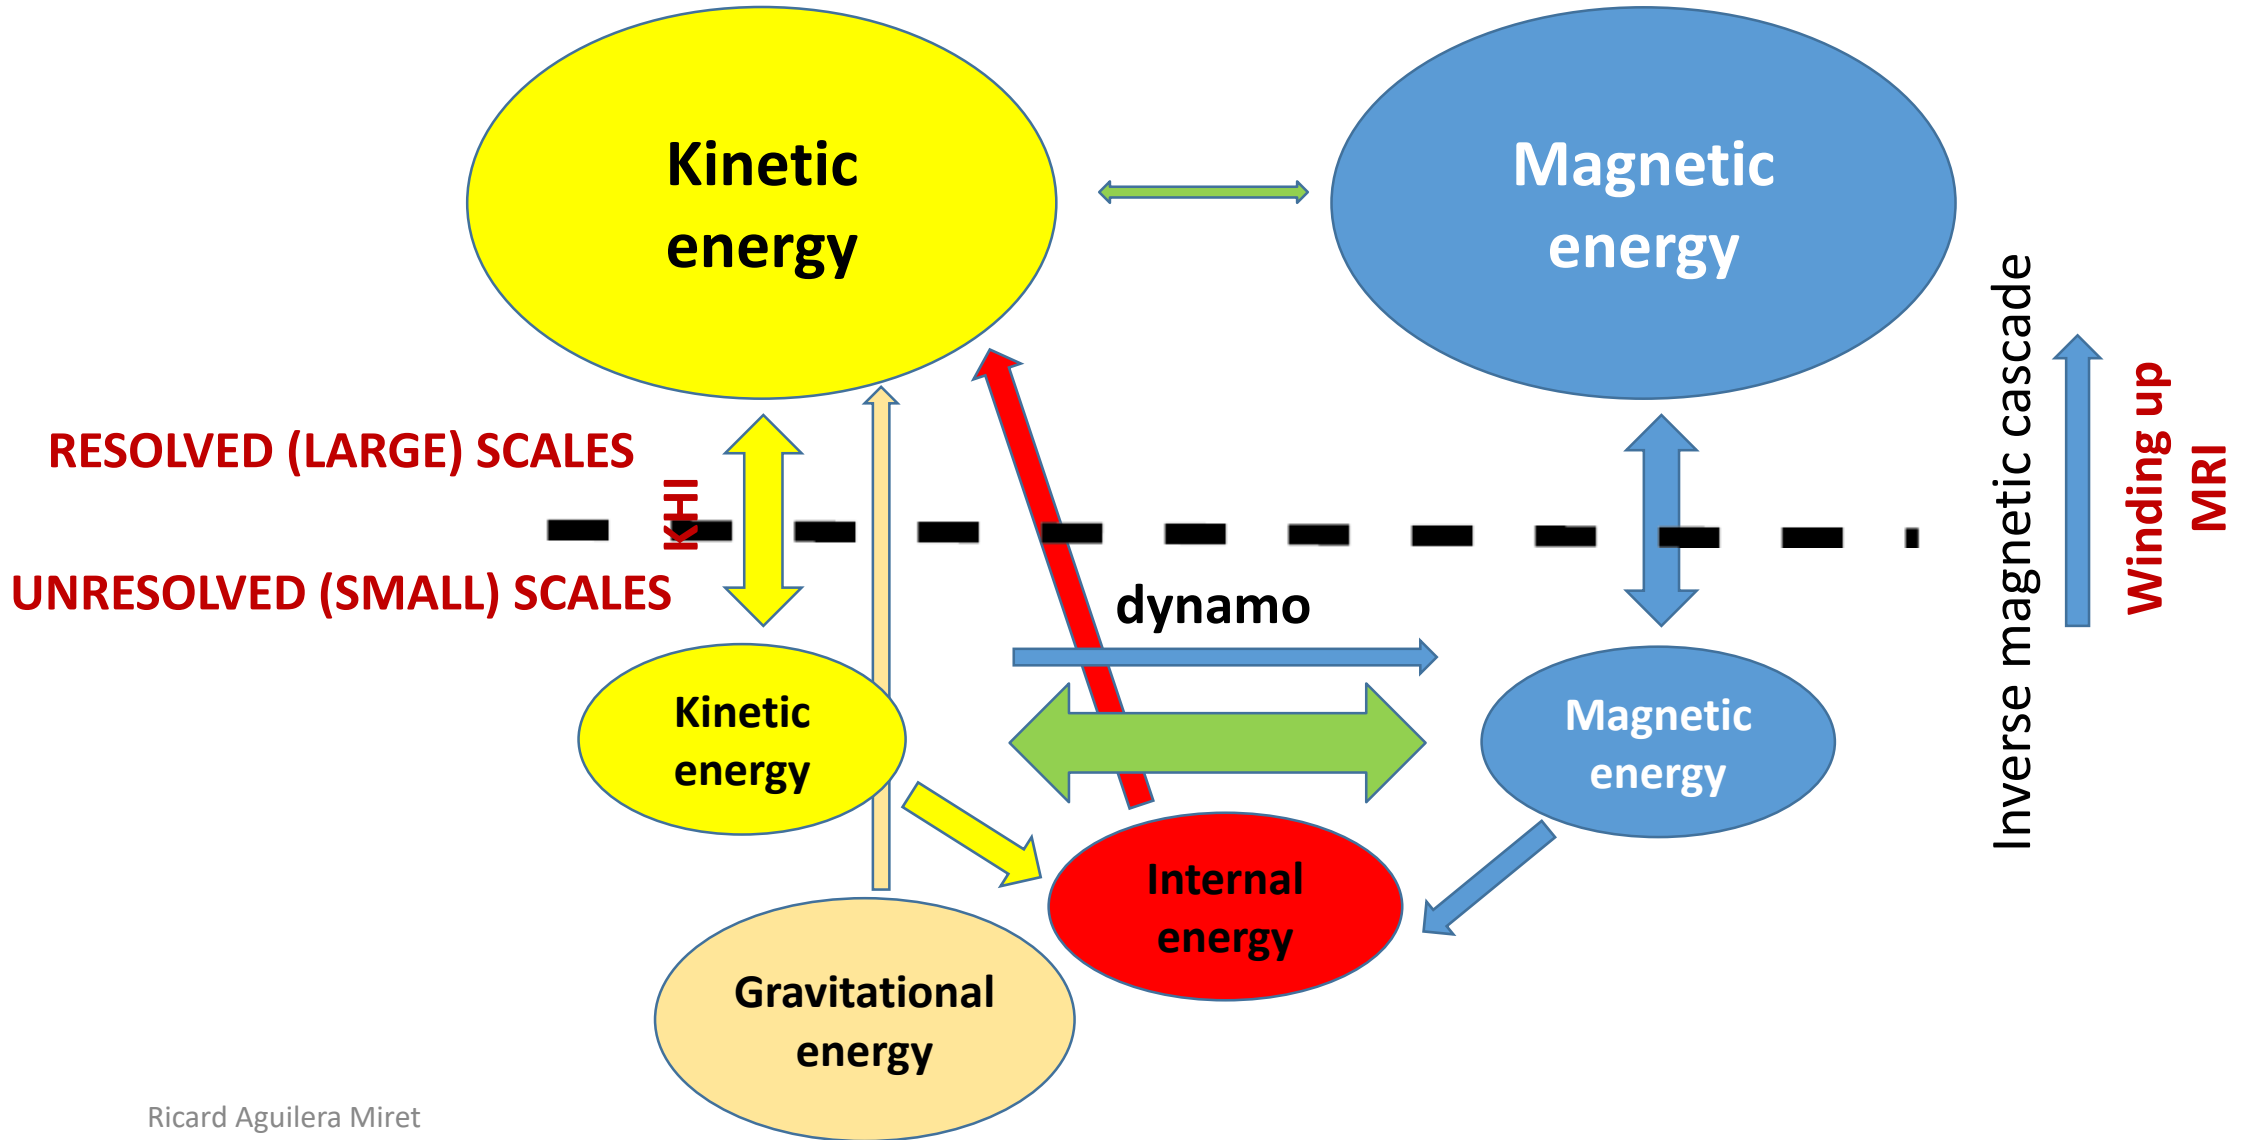 Kinetic
energy
Magnetic
energy
RESOLVED (LARGE) SCALES
KHI
UNRESOLVED (SMALL) SCALES
dynamo
Kinetic
energy
Magnetic
energy
Internal
energy
Gravitational
energy
Inverse magnetic cascade
Winding up
MRI
Ricard Aguilera Miret